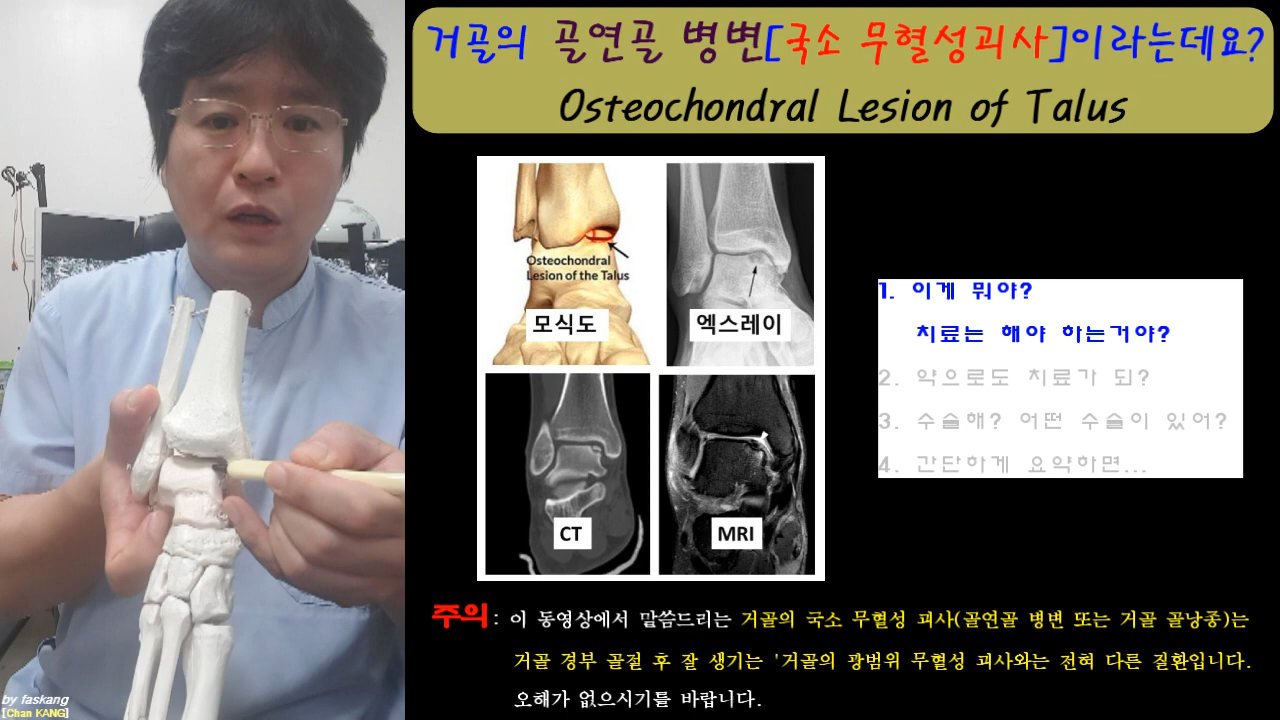 거골의 골연골 병변[국소 무혈성괴사]이라는데요?
Osteochondral Lesion of Talus
Osteochondral
Lesion of the Talus
모식도
엑스레이
CT
MRI
1. 이게 뭐야?
치료는 해야 하는거야?
2. 약으로도 치료가 되?
3. 수술해? 어떤 수술이 있어?
4. 간단하게 요약하면...
주의: 이 동영상에서 말씀드리는 거골의 국소 무혈성 괴사(골연골 병변 또는 거골 골낭종)는
거골 경부 골절 후 잘 생기는 '거골의 광범위 무혈성 괴사와는 전혀 다른 질환입니다.
오해가 없으시기를 바랍니다.
by faskang
[Chan KANG]